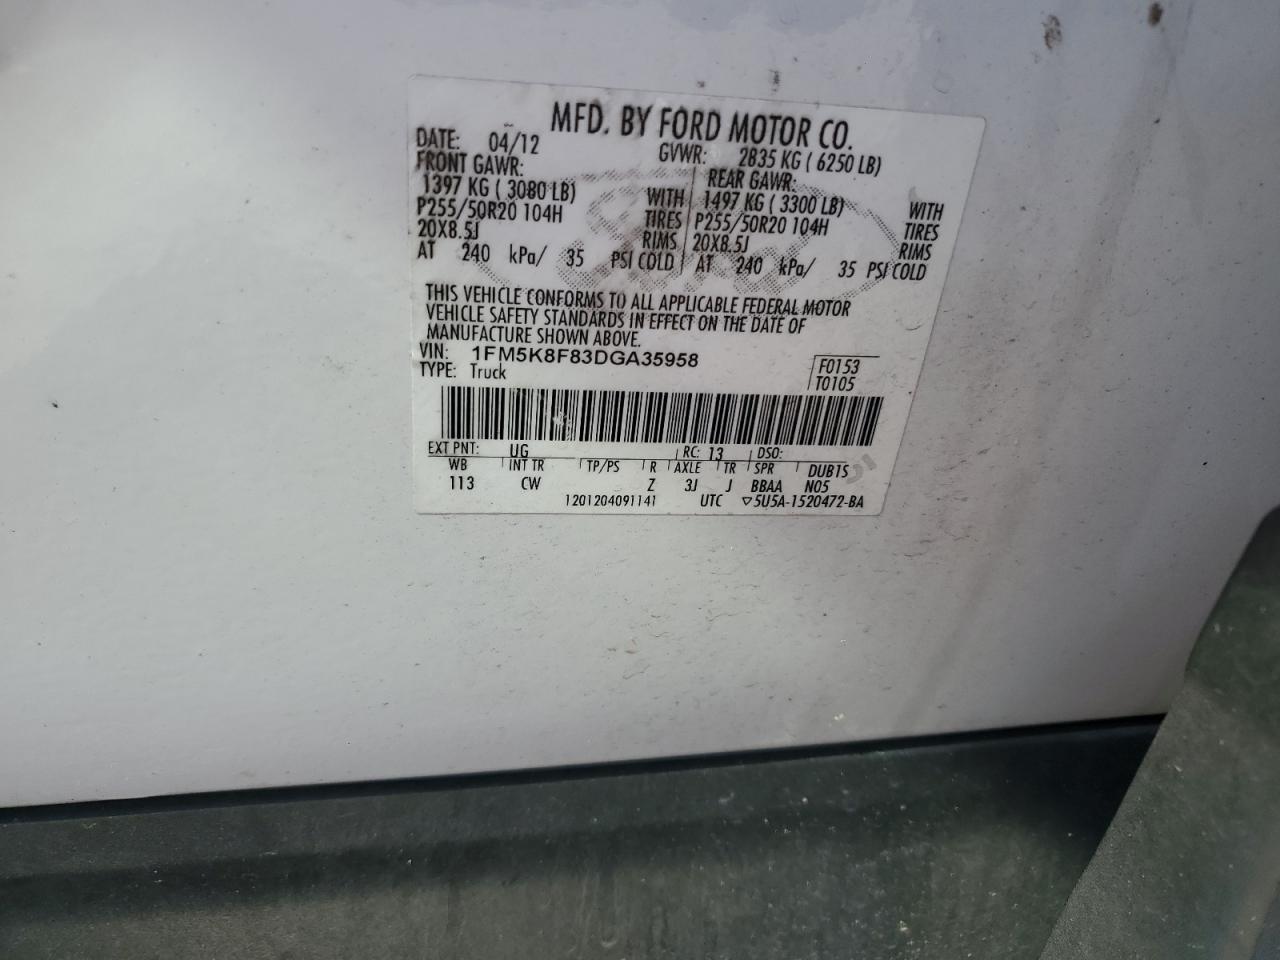 MFD. BY FORD MOTOR CO.
DATE: 04/12 GVWR: 2835 KG ( 6250 LB)
FRONT GAWR: REAR GAWR:
1397 KG ( 3080 LB) WITH 1497 KG ( 3300 LB) WITH
P255/50R20 104H TIRES P255/50R20 104H TIRES
20X8.5J RIMS 20X8.5J RIMS
AT 240 kPa/ 35 PSI COLD AT 240 kPa/ 35 PSI COLD
THIS VEHICLE CONFORMS TO ALL APPLICABLE FEDERAL MOTOR
VEHICLE SAFETY STANDARDS IN EFFECT ON THE DATE OF
MANUFACTURE SHOWN ABOVE.
VIN: 1FM5K8F83DGA35958
TYPE: Truck F0153
T0105
EXT PNT: UG RC: 13 DSO:
WB INT TR TP/PS R AXLE TR SPR DUB1S
113 CW Z 3J J BBAA N05
1201204091141 UTC ▽5U5A-1520472-BA